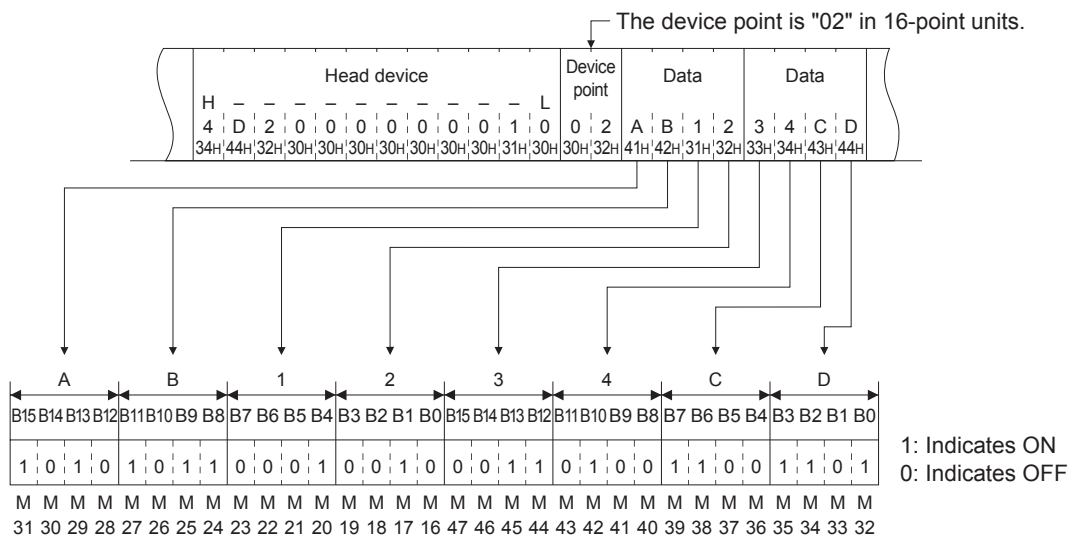 The device point is "02" in 16-point units.
Head device Device point Data Data
H – – – – – – – – – – L
4 D 2 0 0 0 0 0 0 0 1 0 0 2 A B 1 2 3 4 C D
34H 44H 32H 30H 30H 30H 30H 30H 30H 30H 31H 30H 30H 32H 41H 42H 31H 32H 33H 34H 43H 44H
A B 1 2 3 4 C D
B15 B14 B13 B12 B11 B10 B9 B8 B7 B6 B5 B4 B3 B2 B1 B0 B15 B14 B13 B12 B11 B10 B9 B8 B7 B6 B5 B4 B3 B2 B1 B0
1 0 1 0 1 0 1 1 0 0 0 1 0 0 1 0 0 0 1 1 0 1 0 0 1 1 0 0 1 1 0 1
1: Indicates ON
0: Indicates OFF
M M M M M M M M M M M M M M M M M M M M M M M M M M M M M M M M
31 30 29 28 27 26 25 24 23 22 21 20 19 18 17 16 47 46 45 44 43 42 41 40 39 38 37 36 35 34 33 32